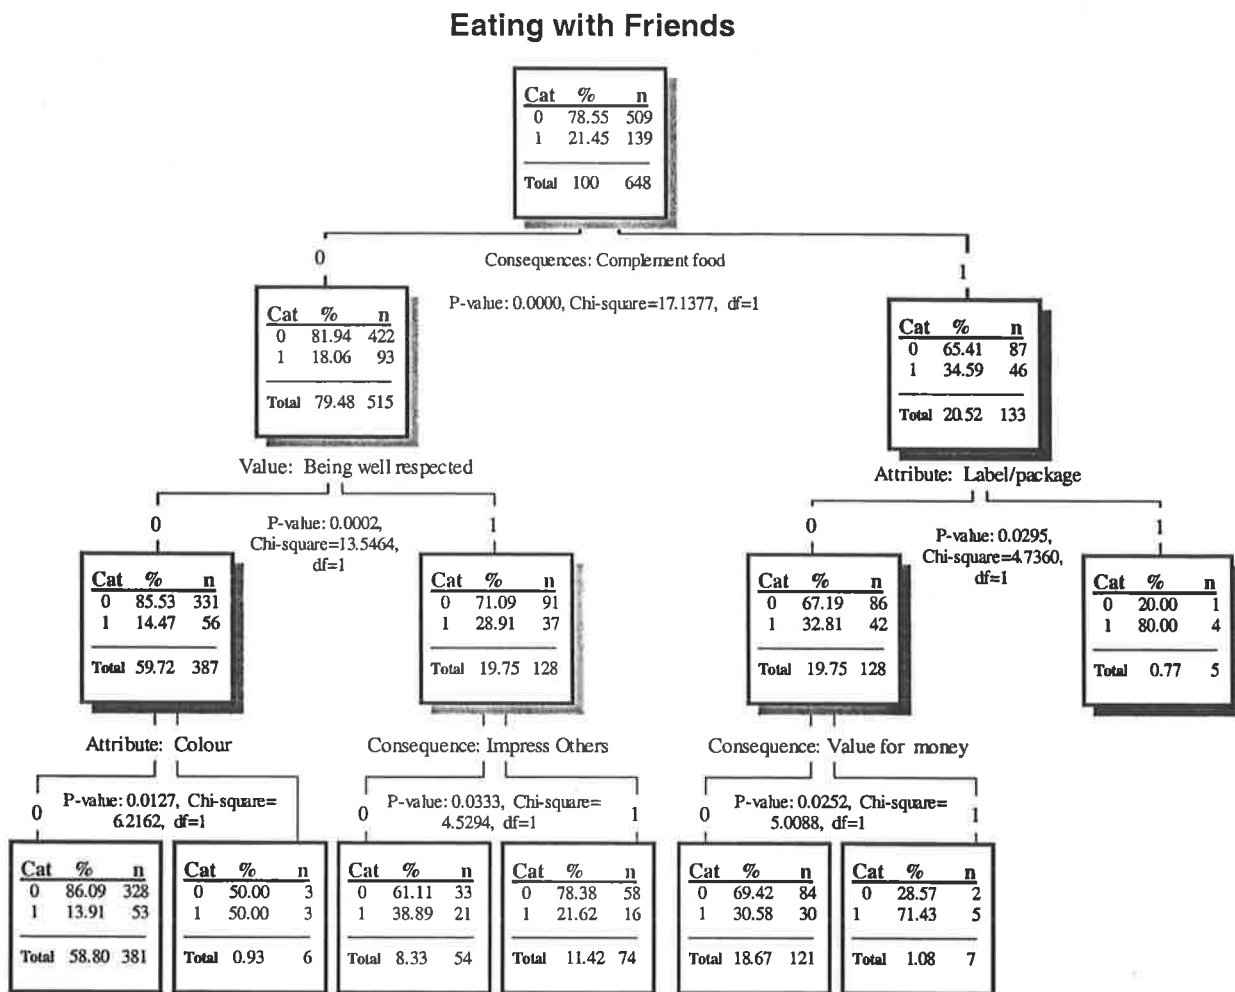 Eating with Friends
Cat % n
0 78.55 509
1 21.45 139
Total 100 648
0
Consequences: Complement food
1
P-value: 0.0000, Chi-square=17.1377, df=1
Cat % n
0 81.94 422
1 18.06 93
Total 79.48 515
Cat % n
0 65.41 87
1 34.59 46
Total 20.52 133
Value: Being well respected
Attribute: Label/package
0
P-value: 0.0002,
Chi-square=13.5464,
df=1
1
0
P-value: 0.0295,
Chi-square=4.7360,
df=1
1
Cat % n
0 85.53 331
1 14.47 56
Total 59.72 387
Cat % n
0 71.09 91
1 28.91 37
Total 19.75 128
Cat % n
0 67.19 86
1 32.81 42
Total 19.75 128
Cat % n
0 20.00 1
1 80.00 4
Total 0.77 5
Attribute: Colour
Consequence: Impress Others
Consequence: Value for money
0
P-value: 0.0127, Chi-square=
6.2162, df=1
0
P-value: 0.0333, Chi-square=
4.5294, df=1
1
0
P-value: 0.0252, Chi-square=
5.0088, df=1
1
Cat % n
0 86.09 328
1 13.91 53
Total 58.80 381
Cat % n
0 50.00 3
1 50.00 3
Total 0.93 6
Cat % n
0 61.11 33
1 38.89 21
Total 8.33 54
Cat % n
0 78.38 58
1 21.62 16
Total 11.42 74
Cat % n
0 69.42 84
1 30.58 30
Total 18.67 121
Cat % n
0 28.57 2
1 71.43 5
Total 1.08 7